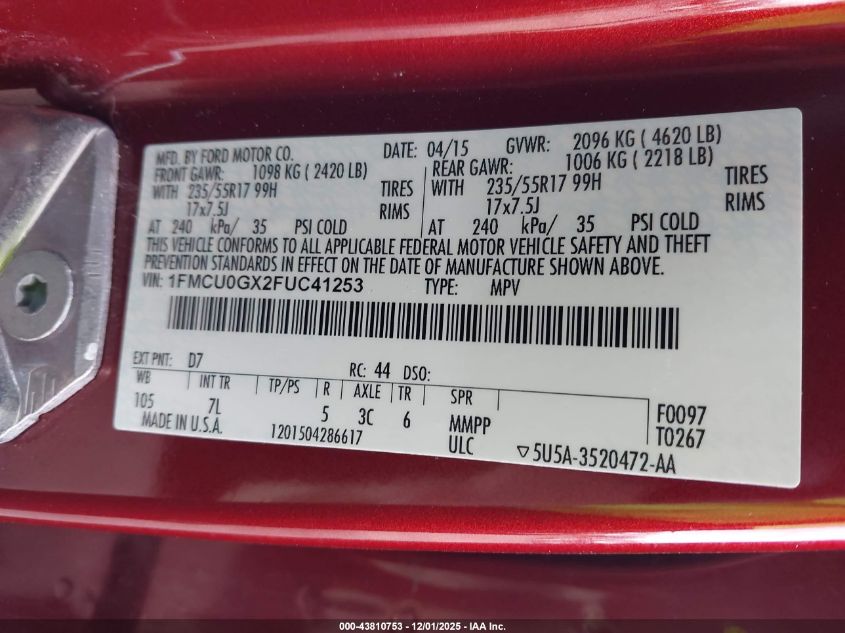 MFD. BY FORD MOTOR CO. DATE: 04/15 GVWR: 2096 KG ( 4620 LB)
FRONT GAWR: 1098 KG ( 2420 LB) REAR GAWR: 1006 KG ( 2218 LB)
WITH 235/55R17 99H TIRES WITH 235/55R17 99H TIRES
17x7.5J RIMS 17x7.5J RIMS
AT 240 kPa/ 35 PSI COLD AT 240 kPa/ 35 PSI COLD
THIS VEHICLE CONFORMS TO ALL APPLICABLE FEDERAL MOTOR VEHICLE SAFETY AND THEFT
PREVENTION STANDARDS IN EFFECT ON THE DATE OF MANUFACTURE SHOWN ABOVE.
VIN: 1FMCU0GX2FUC41253 TYPE: MPV
EXT PNT: D7 RC: 44 DSO:
WB INT TR TP/PS R AXLE TR SPR
105 7L 5 3C 6 MMPP F0097
MADE IN U.S.A. 1201504286617 ULC T0267
▽5U5A-3520472-AA
000-43810753 - 12/01/2025 - IAA Inc.